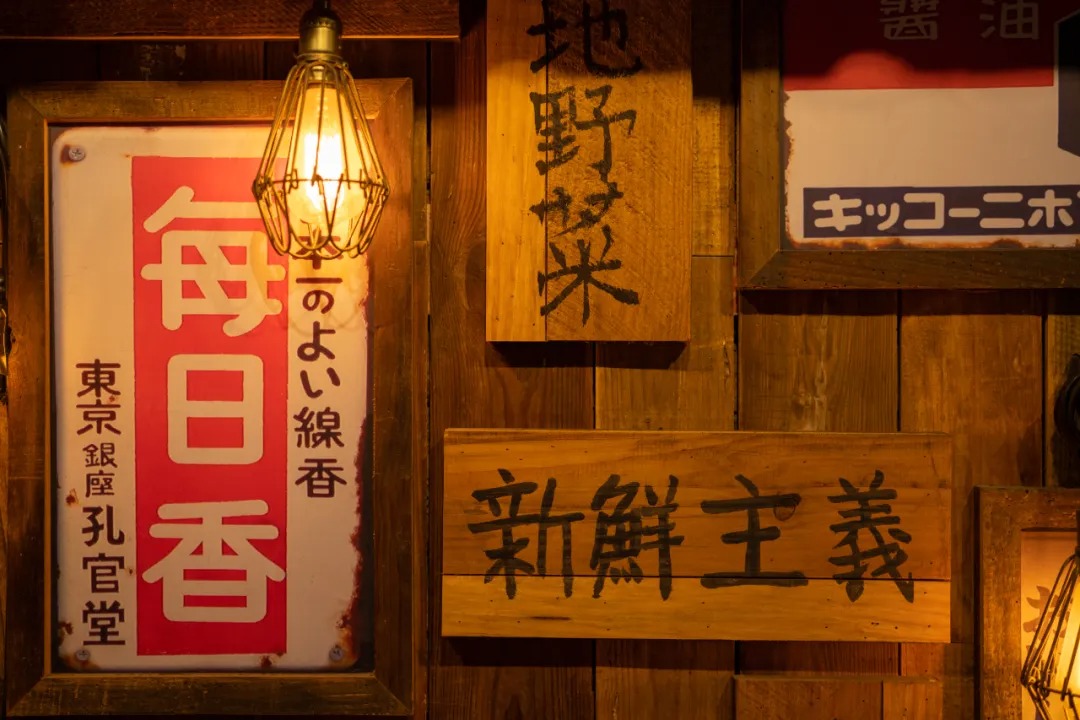 一のよい線香
毎日香
東京銀座孔官堂
地野菜
醤油
キッコーニホ
新鮮主義